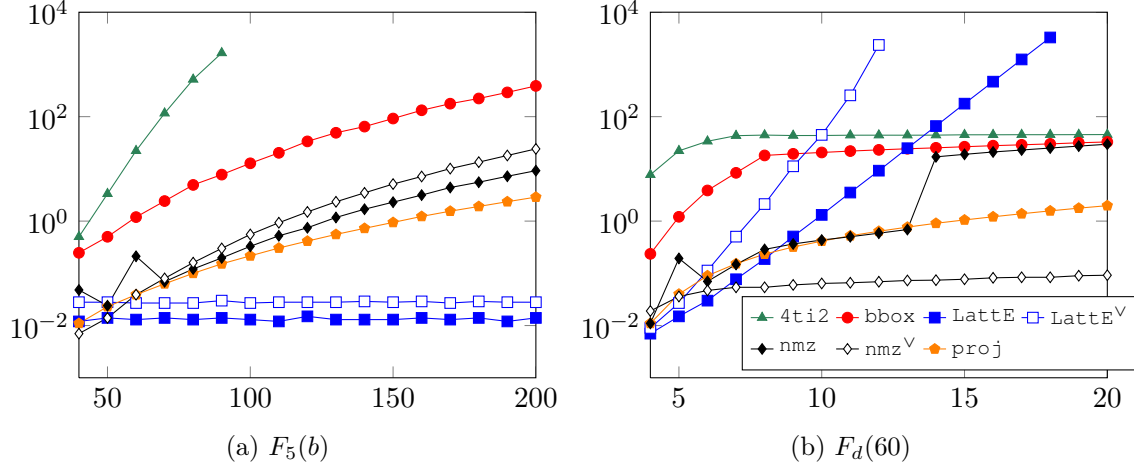 10^4
10^2
10^0
10^{-2}
50 100 150 200
(a) F_5(b)
10^4
10^2
10^0
10^{-2}
5 10 15 20
4ti2 bbox LattE LattE^∨
nmz nmz^∨ proj
(b) F_d(60)